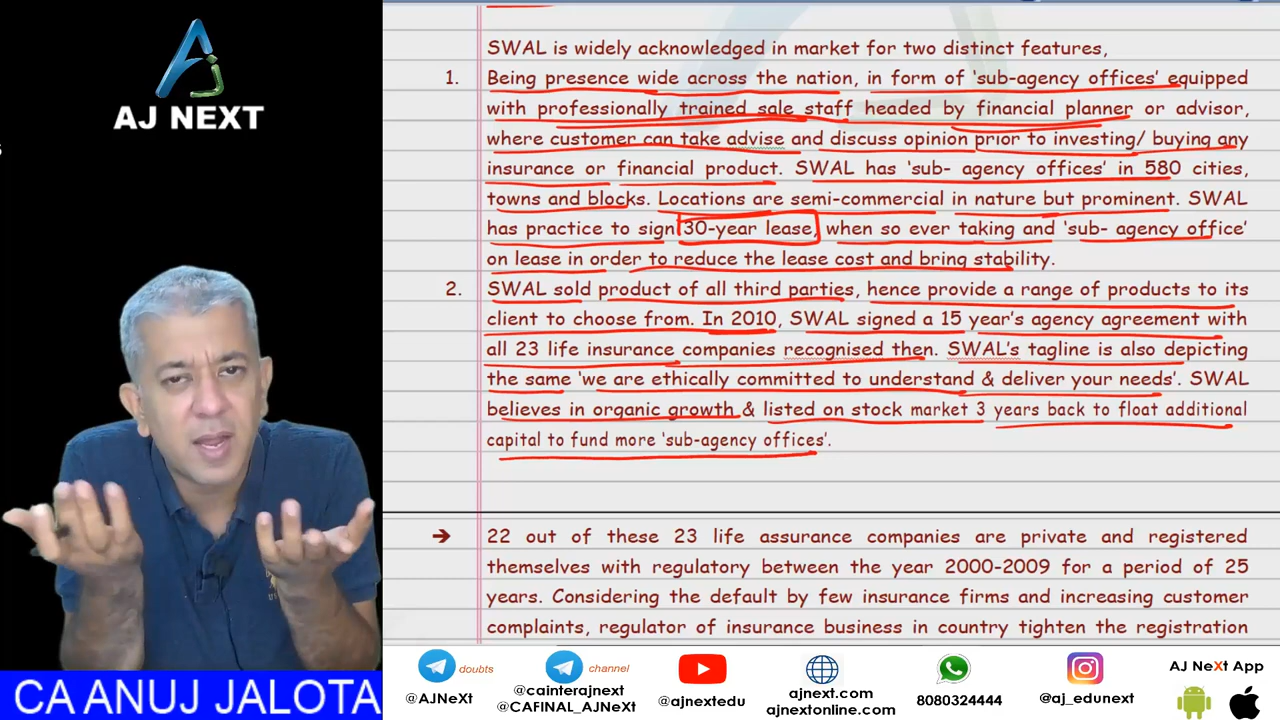 AJ NEXT
SWAL is widely acknowledged in market for two distinct features,
1. Being presence wide across the nation, in form of ‘sub-agency offices’ equipped
with professionally trained sale staff headed by financial planner or advisor,
where customer can take advise and discuss opinion prior to investing/ buying any
insurance or financial product. SWAL has ‘sub- agency offices’ in 580 cities,
towns and blocks. Locations are semi-commercial in nature but prominent. SWAL
has practice to sign 30-year lease, when so ever taking and ‘sub- agency office’
on lease in order to reduce the lease cost and bring stability.
2. SWAL sold product of all third parties, hence provide a range of products to its
client to choose from. In 2010, SWAL signed a 15 year’s agency agreement with
all 23 life insurance companies recognised then. SWAL’s tagline is also depicting
the same ‘we are ethically committed to understand & deliver your needs’. SWAL
believes in organic growth & listed on stock market 3 years back to float additional
capital to fund more ‘sub-agency offices’.
➔ 22 out of these 23 life assurance companies are private and registered
themselves with regulatory between the year 2000-2009 for a period of 25
years. Considering the default by few insurance firms and increasing customer
complaints, regulator of insurance business in country tighten the registration
CA ANUJ JALOTA
doubts
@AJNeXt
channel
@cainterajnext
@CAFINAL_AJNeXt
@ajnextedu
ajnext.com
ajnextonline.com
8080324444
@aj_edunext
AJ NeXt App